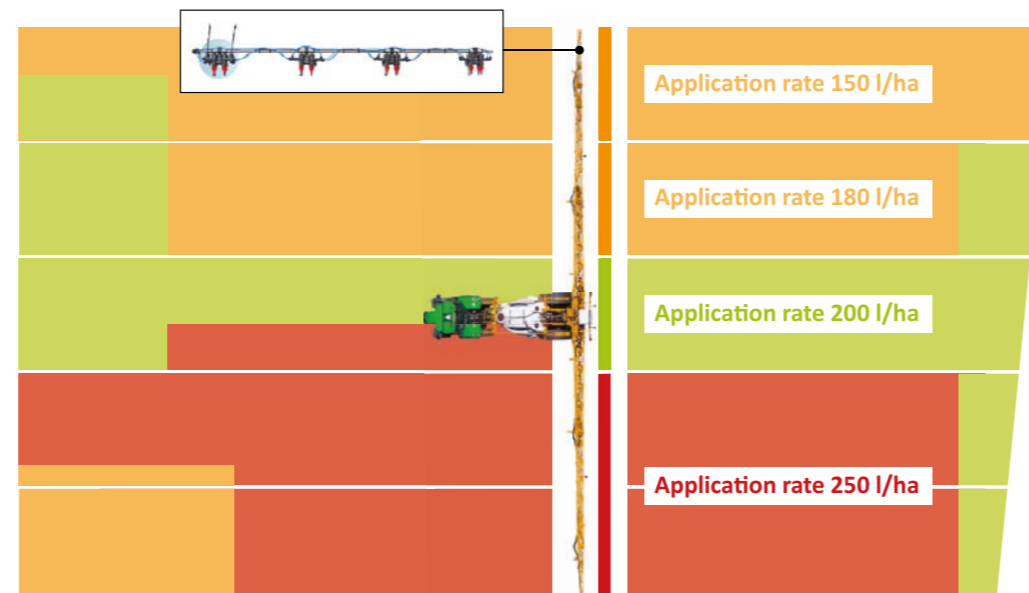 Application rate 150 l/ha
Application rate 180 l/ha
Application rate 200 l/ha
Application rate 250 l/ha